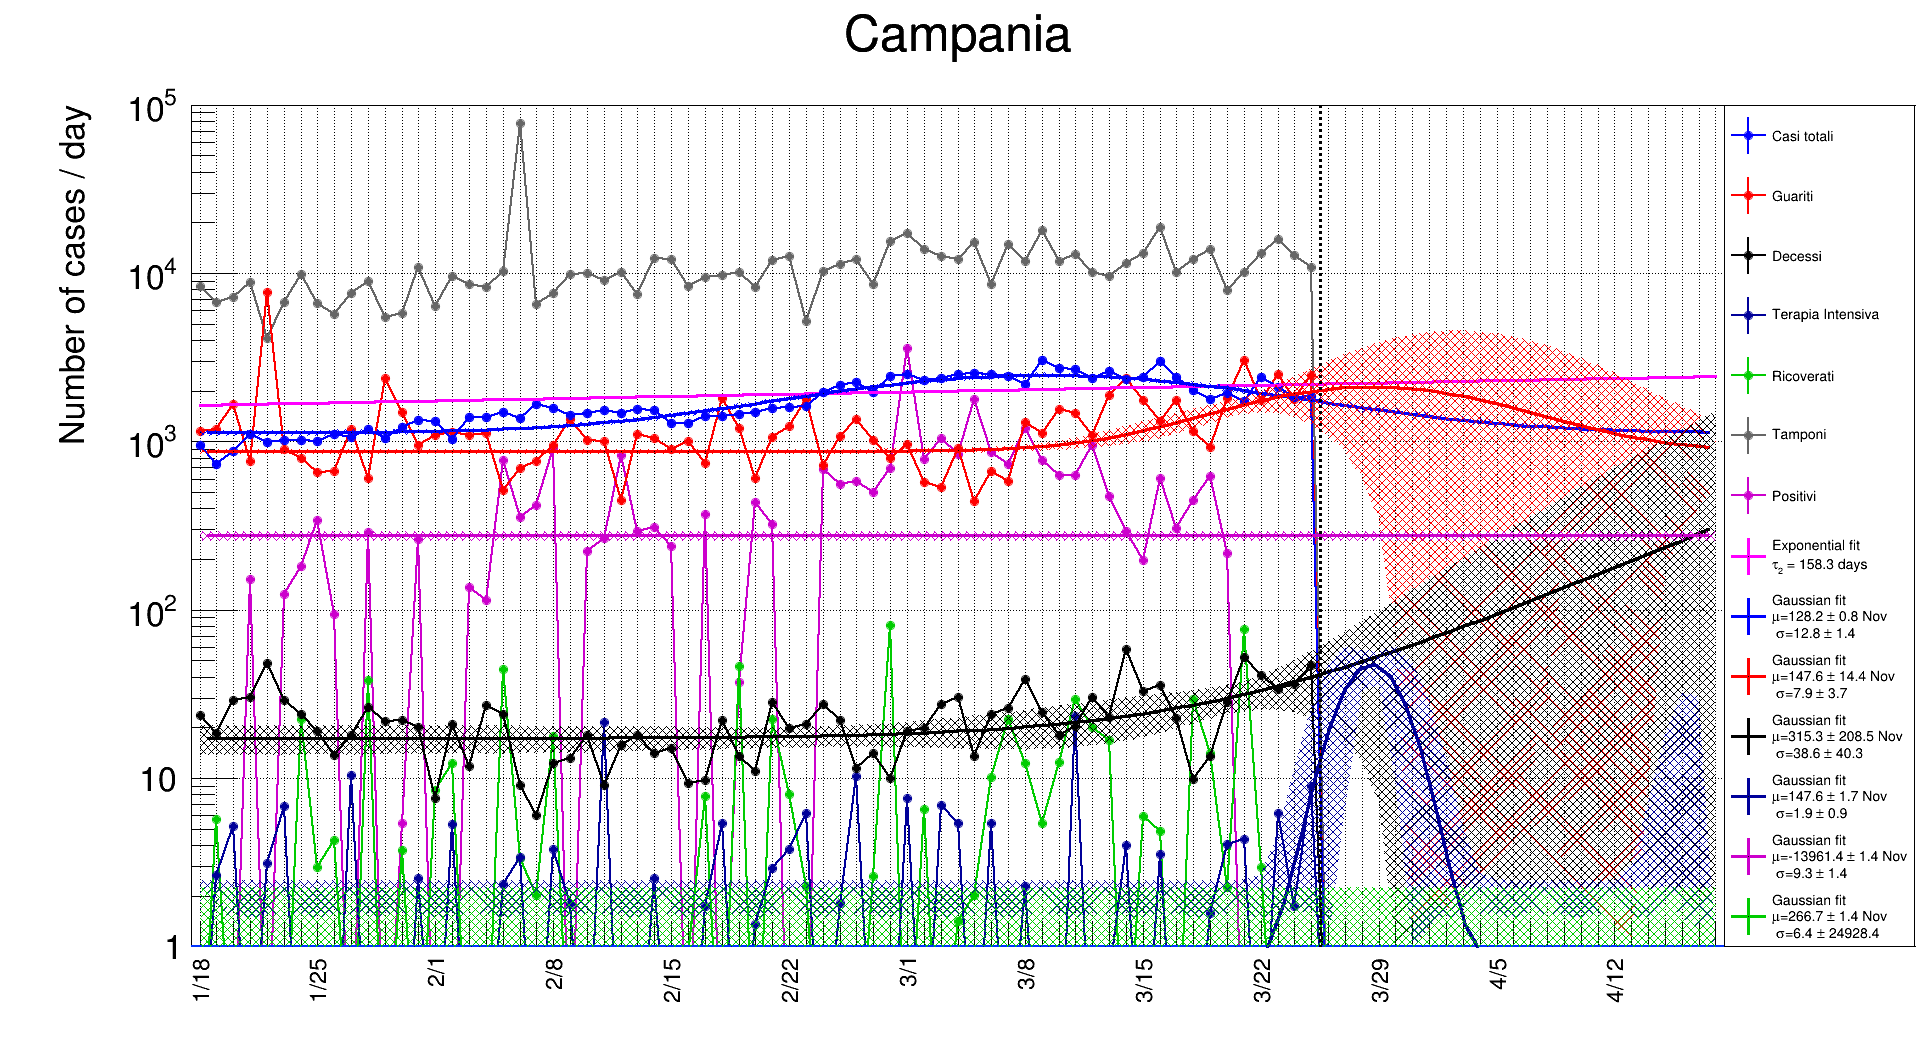 Campania
Number of cases / day
10^5
10^4
10^3
10^2
10
1
1/18
1/25
2/1
2/8
2/15
2/22
3/1
3/8
3/15
3/22
3/29
4/5
4/12
Casi totali
Guariti
Decessi
Terapia Intensiva
Ricoverati
Tamponi
Positivi
Exponential fit
τ₂ = 158.3 days
Gaussian fit
μ=128.2 ± 0.8 Nov
σ=12.8 ± 1.4
Gaussian fit
μ=147.6 ± 14.4 Nov
σ=7.9 ± 3.7
Gaussian fit
μ=315.3 ± 208.5 Nov
σ=38.6 ± 40.3
Gaussian fit
μ=147.6 ± 1.7 Nov
σ=1.9 ± 0.9
Gaussian fit
μ=-13961.4 ± 1.4 Nov
σ=9.3 ± 1.4
Gaussian fit
μ=266.7 ± 1.4 Nov
σ=6.4 ± 24928.4